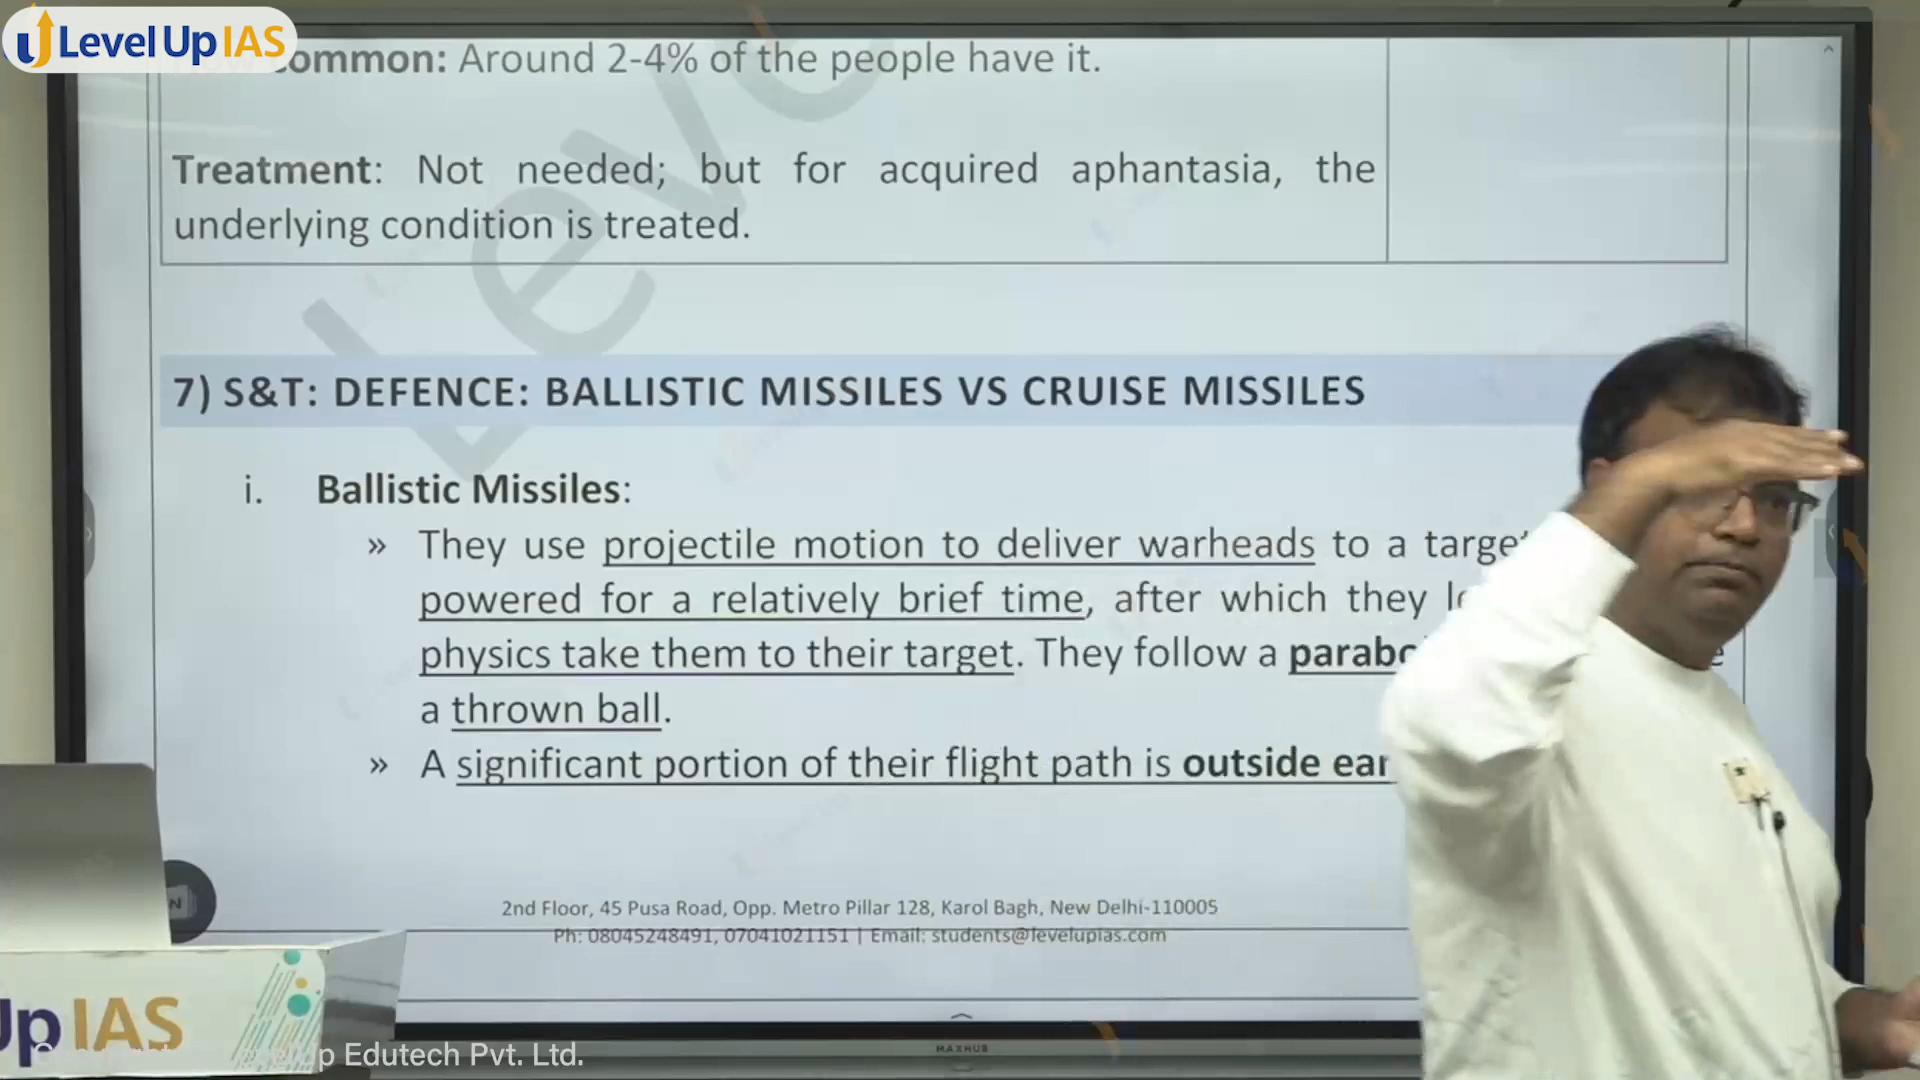 Level Up IAS
common: Around 2-4% of the people have it.
Treatment: Not needed; but for acquired aphantasia, the
underlying condition is treated.
7) S&T: DEFENCE: BALLISTIC MISSILES VS CRUISE MISSILES
i. Ballistic Missiles:
» They use projectile motion to deliver warheads to a target
powered for a relatively brief time, after which they
physics take them to their target. They follow a
a thrown ball.
» A significant portion of their flight path is outside
2nd Floor, 45 Pusa Road, Opp. Metro Pillar 128, Karol Bagh, New Delhi-110005
Ph: 08045248491, 07041021151 | Email: students@levelupias.com
Up IAS
Edutech Pvt. Ltd.
MAXHUB